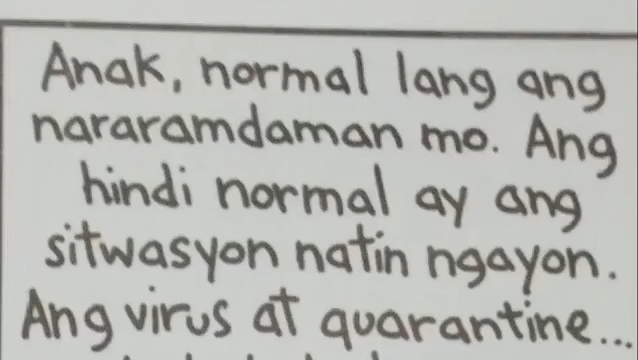 Anak, normal lang ang
nararamdaman mo. Ang
hindi normal ay ang
sitwasyon natin ngayon.
Ang virus at quarantine...